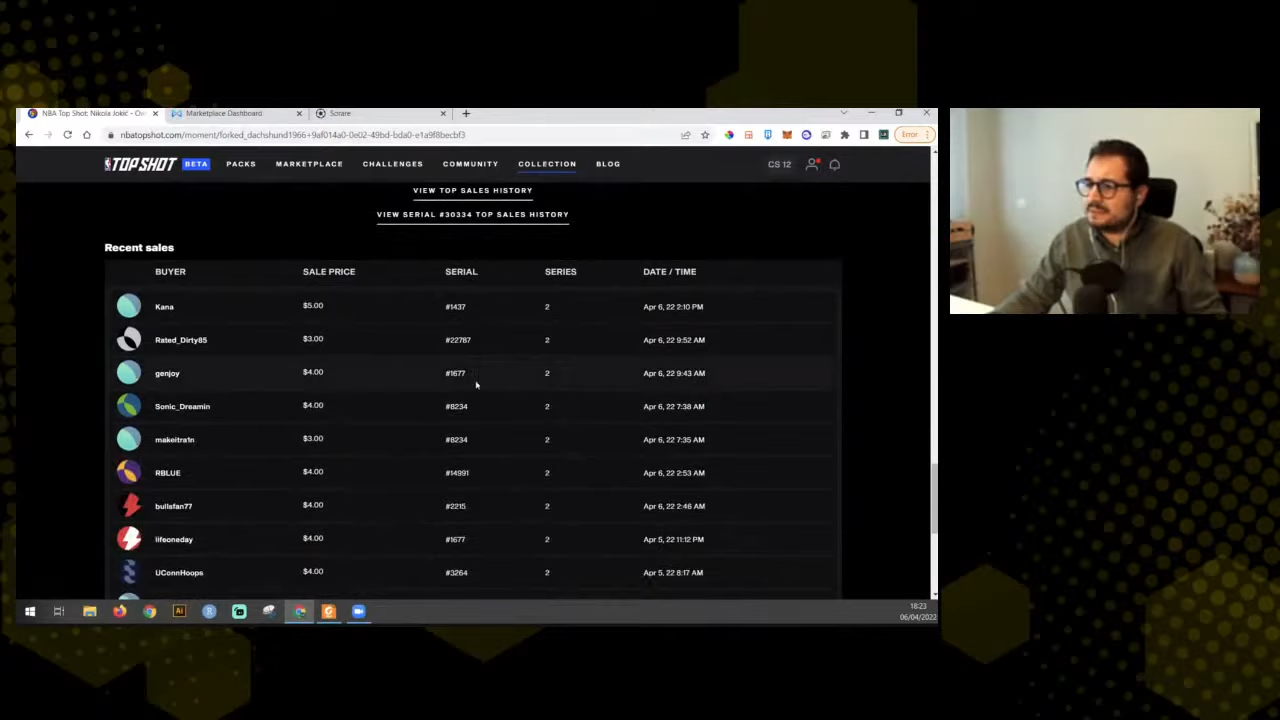 NBA Top Shot: Nikola Jokić - Ow
Marketplace Dashboard
Sorare
nbatopshot.com/moment/forked_dachshund1966+9af014a0-0e02-49bd-bda0-e1a9f8becbf3
Error
TOPSHOT BETA PACKS MARKETPLACE CHALLENGES COMMUNITY COLLECTION BLOG CS 12
VIEW TOP SALES HISTORY
VIEW SERIAL #30334 TOP SALES HISTORY
Recent sales
BUYER SALE PRICE SERIAL SERIES DATE / TIME
Kana $5.00 #1437 2 Apr 6, 22 2:10 PM
Rated_Dirty85 $3.00 #22787 2 Apr 6, 22 9:52 AM
genjoy $4.00 #1677 2 Apr 6, 22 9:43 AM
Sonic_Dreamin $4.00 #8234 2 Apr 6, 22 7:38 AM
makeitra1n $3.00 #8234 2 Apr 6, 22 7:35 AM
RBLUE $4.00 #14991 2 Apr 6, 22 2:53 AM
bullsfan77 $4.00 #2215 2 Apr 6, 22 2:46 AM
lifeoneday $4.00 #1677 2 Apr 5, 22 11:12 PM
UConnHoops $4.00 #3264 2 Apr 5, 22 8:17 AM
Ai
R
18:23
06/04/2022